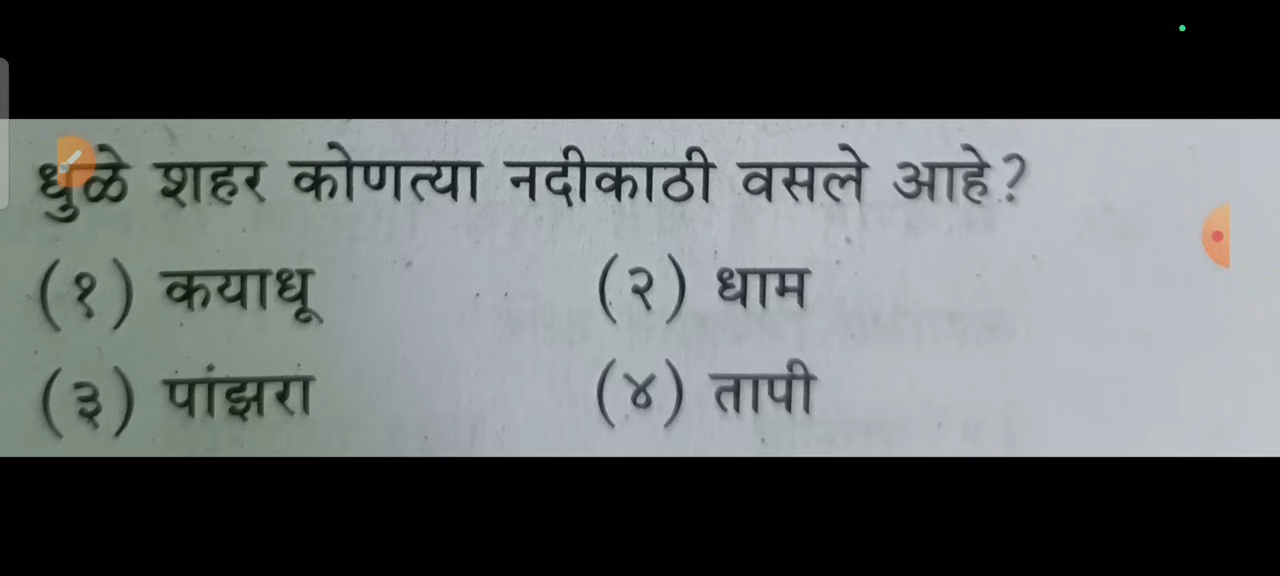 धुळे शहर कोणत्या नदीकाठी वसले आहे?
(१) कयाधू (२) धाम
(३) पांझरा (४) तापी